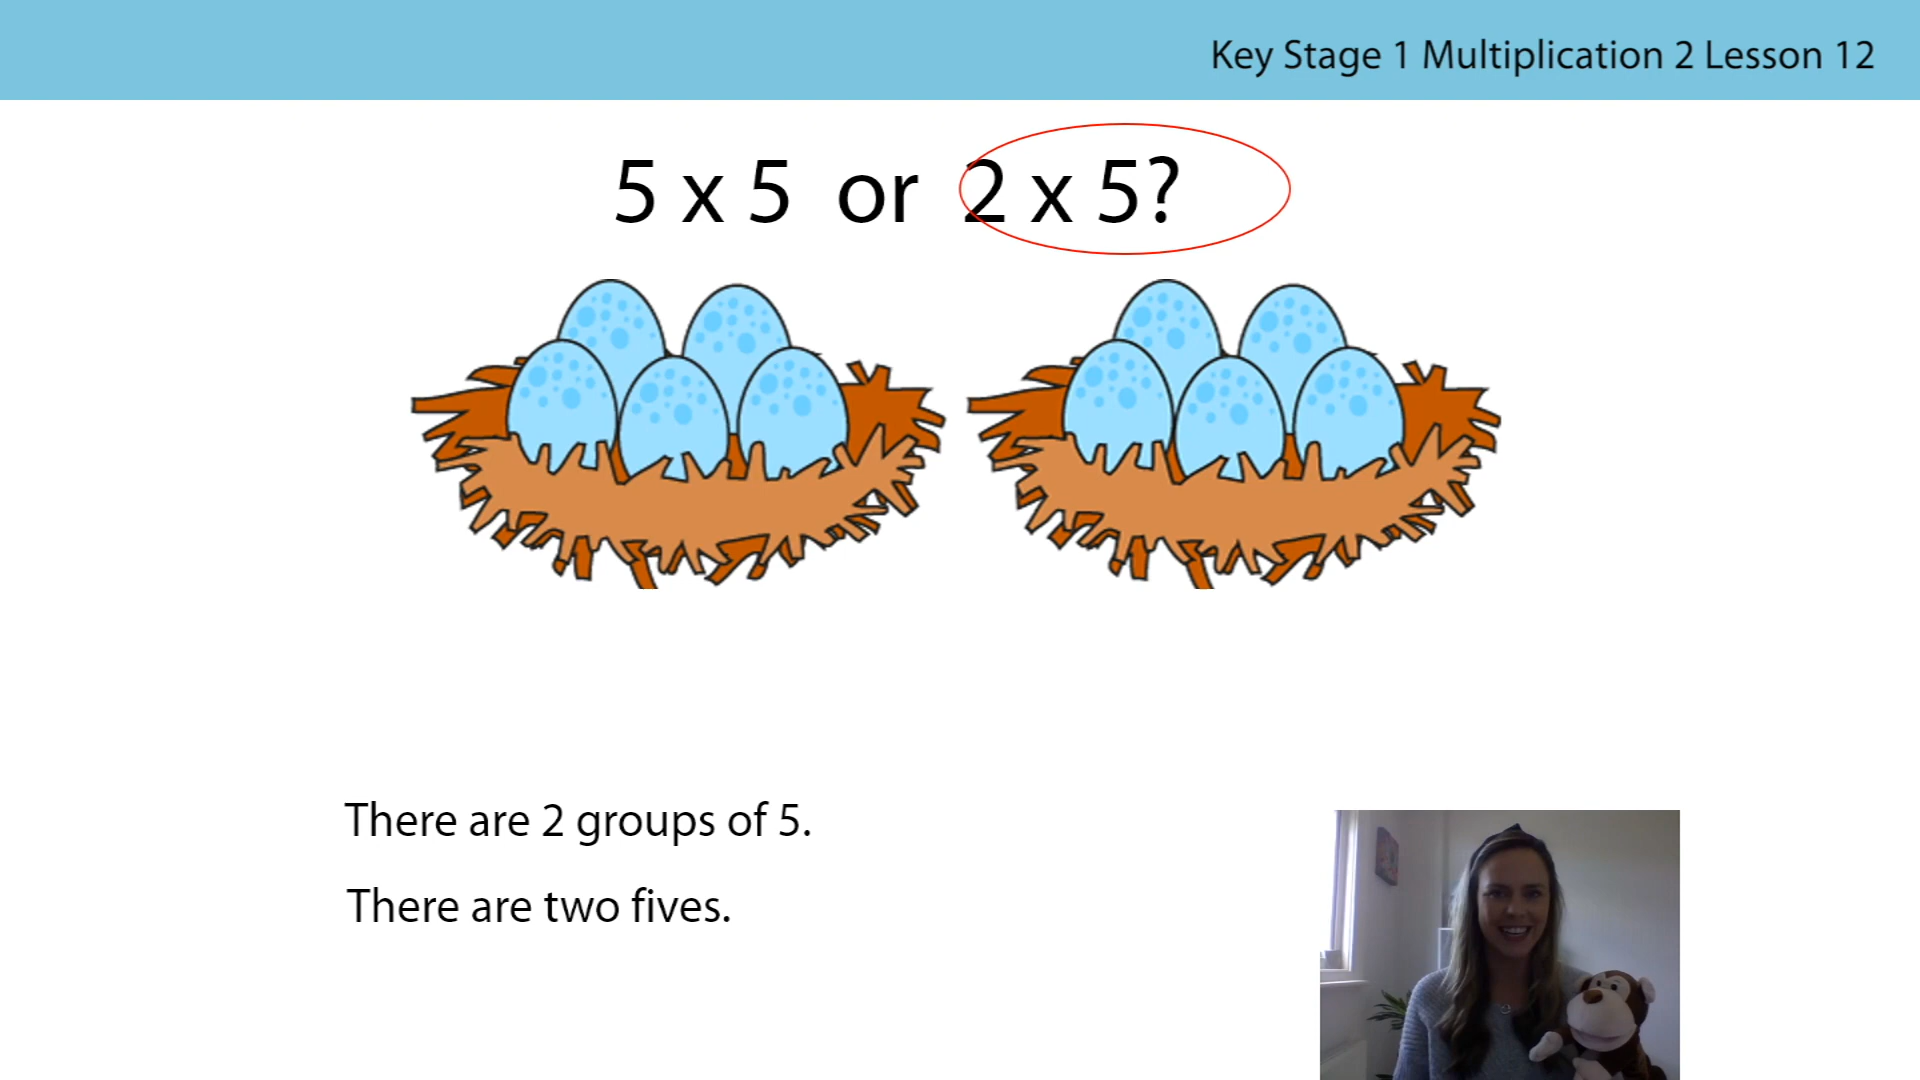 Key Stage 1 Multiplication 2 Lesson 12
5 x 5 or 2 x 5?
There are 2 groups of 5.
There are two fives.